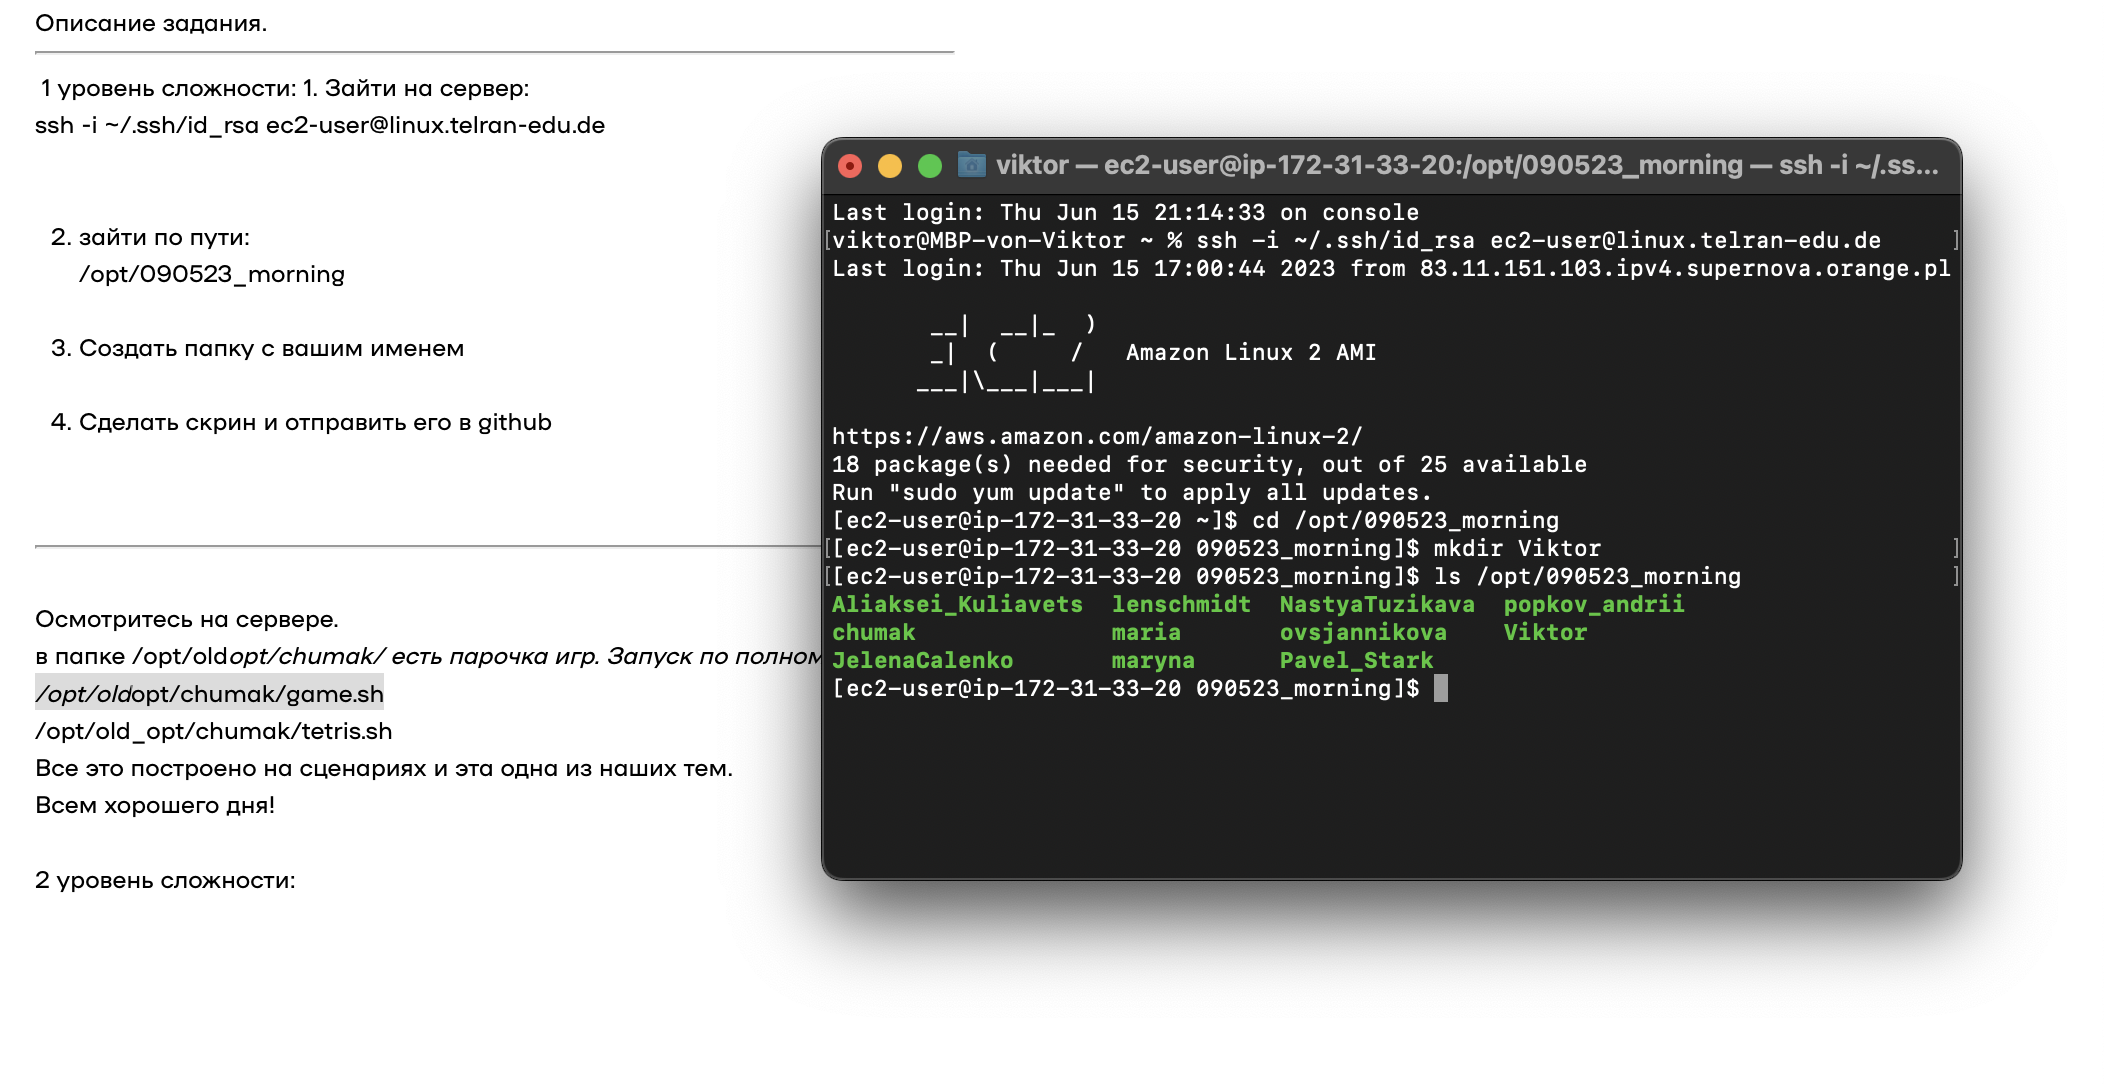 Описание задания.
1 уровень сложности: 1. Зайти на сервер:
ssh -i ~/.ssh/id_rsa ec2-user@linux.telran-edu.de
2. зайти по пути:
/opt/090523_morning
3. Создать папку с вашим именем
4. Сделать скрин и отправить его в github
Осмотритесь на сервере.
в папке /opt/oldopt/chumak/ есть парочка игр. Запуск по
/opt/oldopt/chumak/game.sh
/opt/old_opt/chumak/tetris.sh
Все это построено на сценариях и эта одна из наших тем.
Всем хорошего дня!
2 уровень сложности:
viktor — ec2-user@ip-172-31-33-20:/opt/090523_morning — ssh -i ~/.ss...
Last login: Thu Jun 15 21:14:33 on console
[viktor@MBP-von-Viktor ~ % ssh -i ~/.ssh/id_rsa ec2-user@linux.telran-edu.de ]
Last login: Thu Jun 15 17:00:44 2023 from 83.11.151.103.ipv4.supernova.orange.pl
__| __|_ )
_| ( / Amazon Linux 2 AMI
___|\___|___|
https://aws.amazon.com/amazon-linux-2/
18 package(s) needed for security, out of 25 available
Run "sudo yum update" to apply all updates.
[ec2-user@ip-172-31-33-20 ~]$ cd /opt/090523_morning
[[ec2-user@ip-172-31-33-20 090523_morning]$ mkdir Viktor ]
[[ec2-user@ip-172-31-33-20 090523_morning]$ ls /opt/090523_morning ]
Aliaksei_Kuliavets lenschmidt NastyaTuzikava popkov_andrii
chumak maria ovsjannikova Viktor
JelenaCalenko maryna Pavel_Stark
[ec2-user@ip-172-31-33-20 090523_morning]$